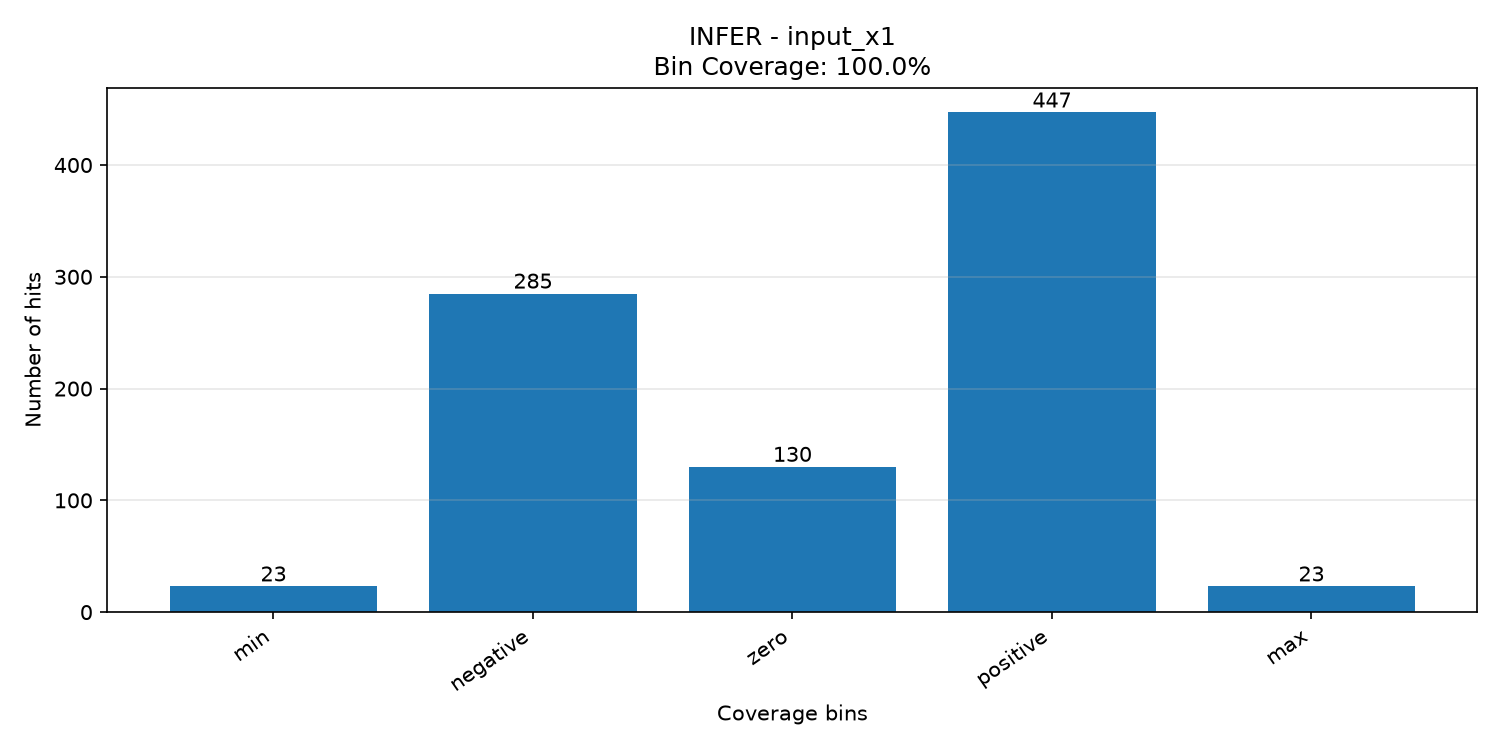 INFER - input_x1
Bin Coverage: 100.0%
Number of hits
400
300
200
100
0
23
285
130
447
23
min
negative
zero
positive
max
Coverage bins